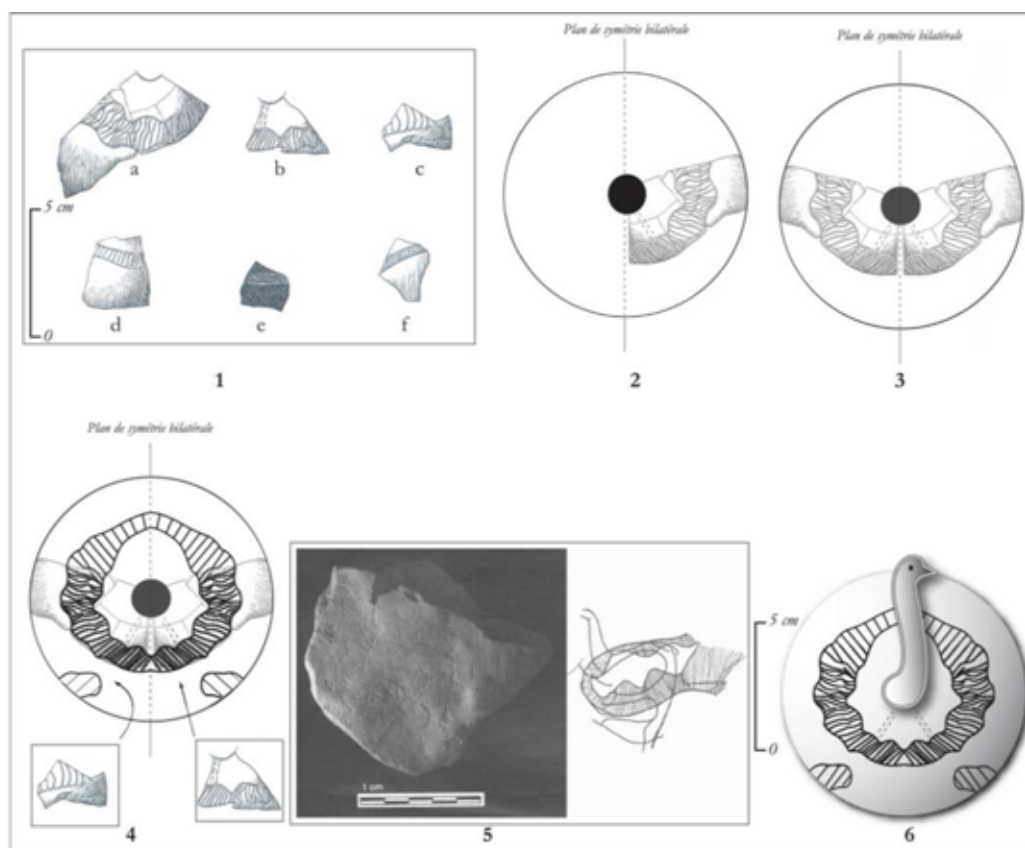 Plan de symétrie bilatérale
Plan de symétrie bilatérale
a
b
c
5 cm
d
e
f
0
1
2
3
Plan de symétrie bilatérale
5 cm
1 cm
0
4
5
6